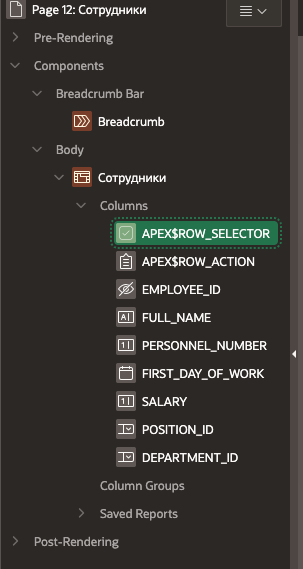 Page 12: Сотрудники
Pre-Rendering
Components
Breadcrumb Bar
Breadcrumb
Body
Сотрудники
Columns
APEX$ROW_SELECTOR
APEX$ROW_ACTION
EMPLOYEE_ID
FULL_NAME
PERSONNEL_NUMBER
FIRST_DAY_OF_WORK
SALARY
POSITION_ID
DEPARTMENT_ID
Column Groups
Saved Reports
Post-Rendering